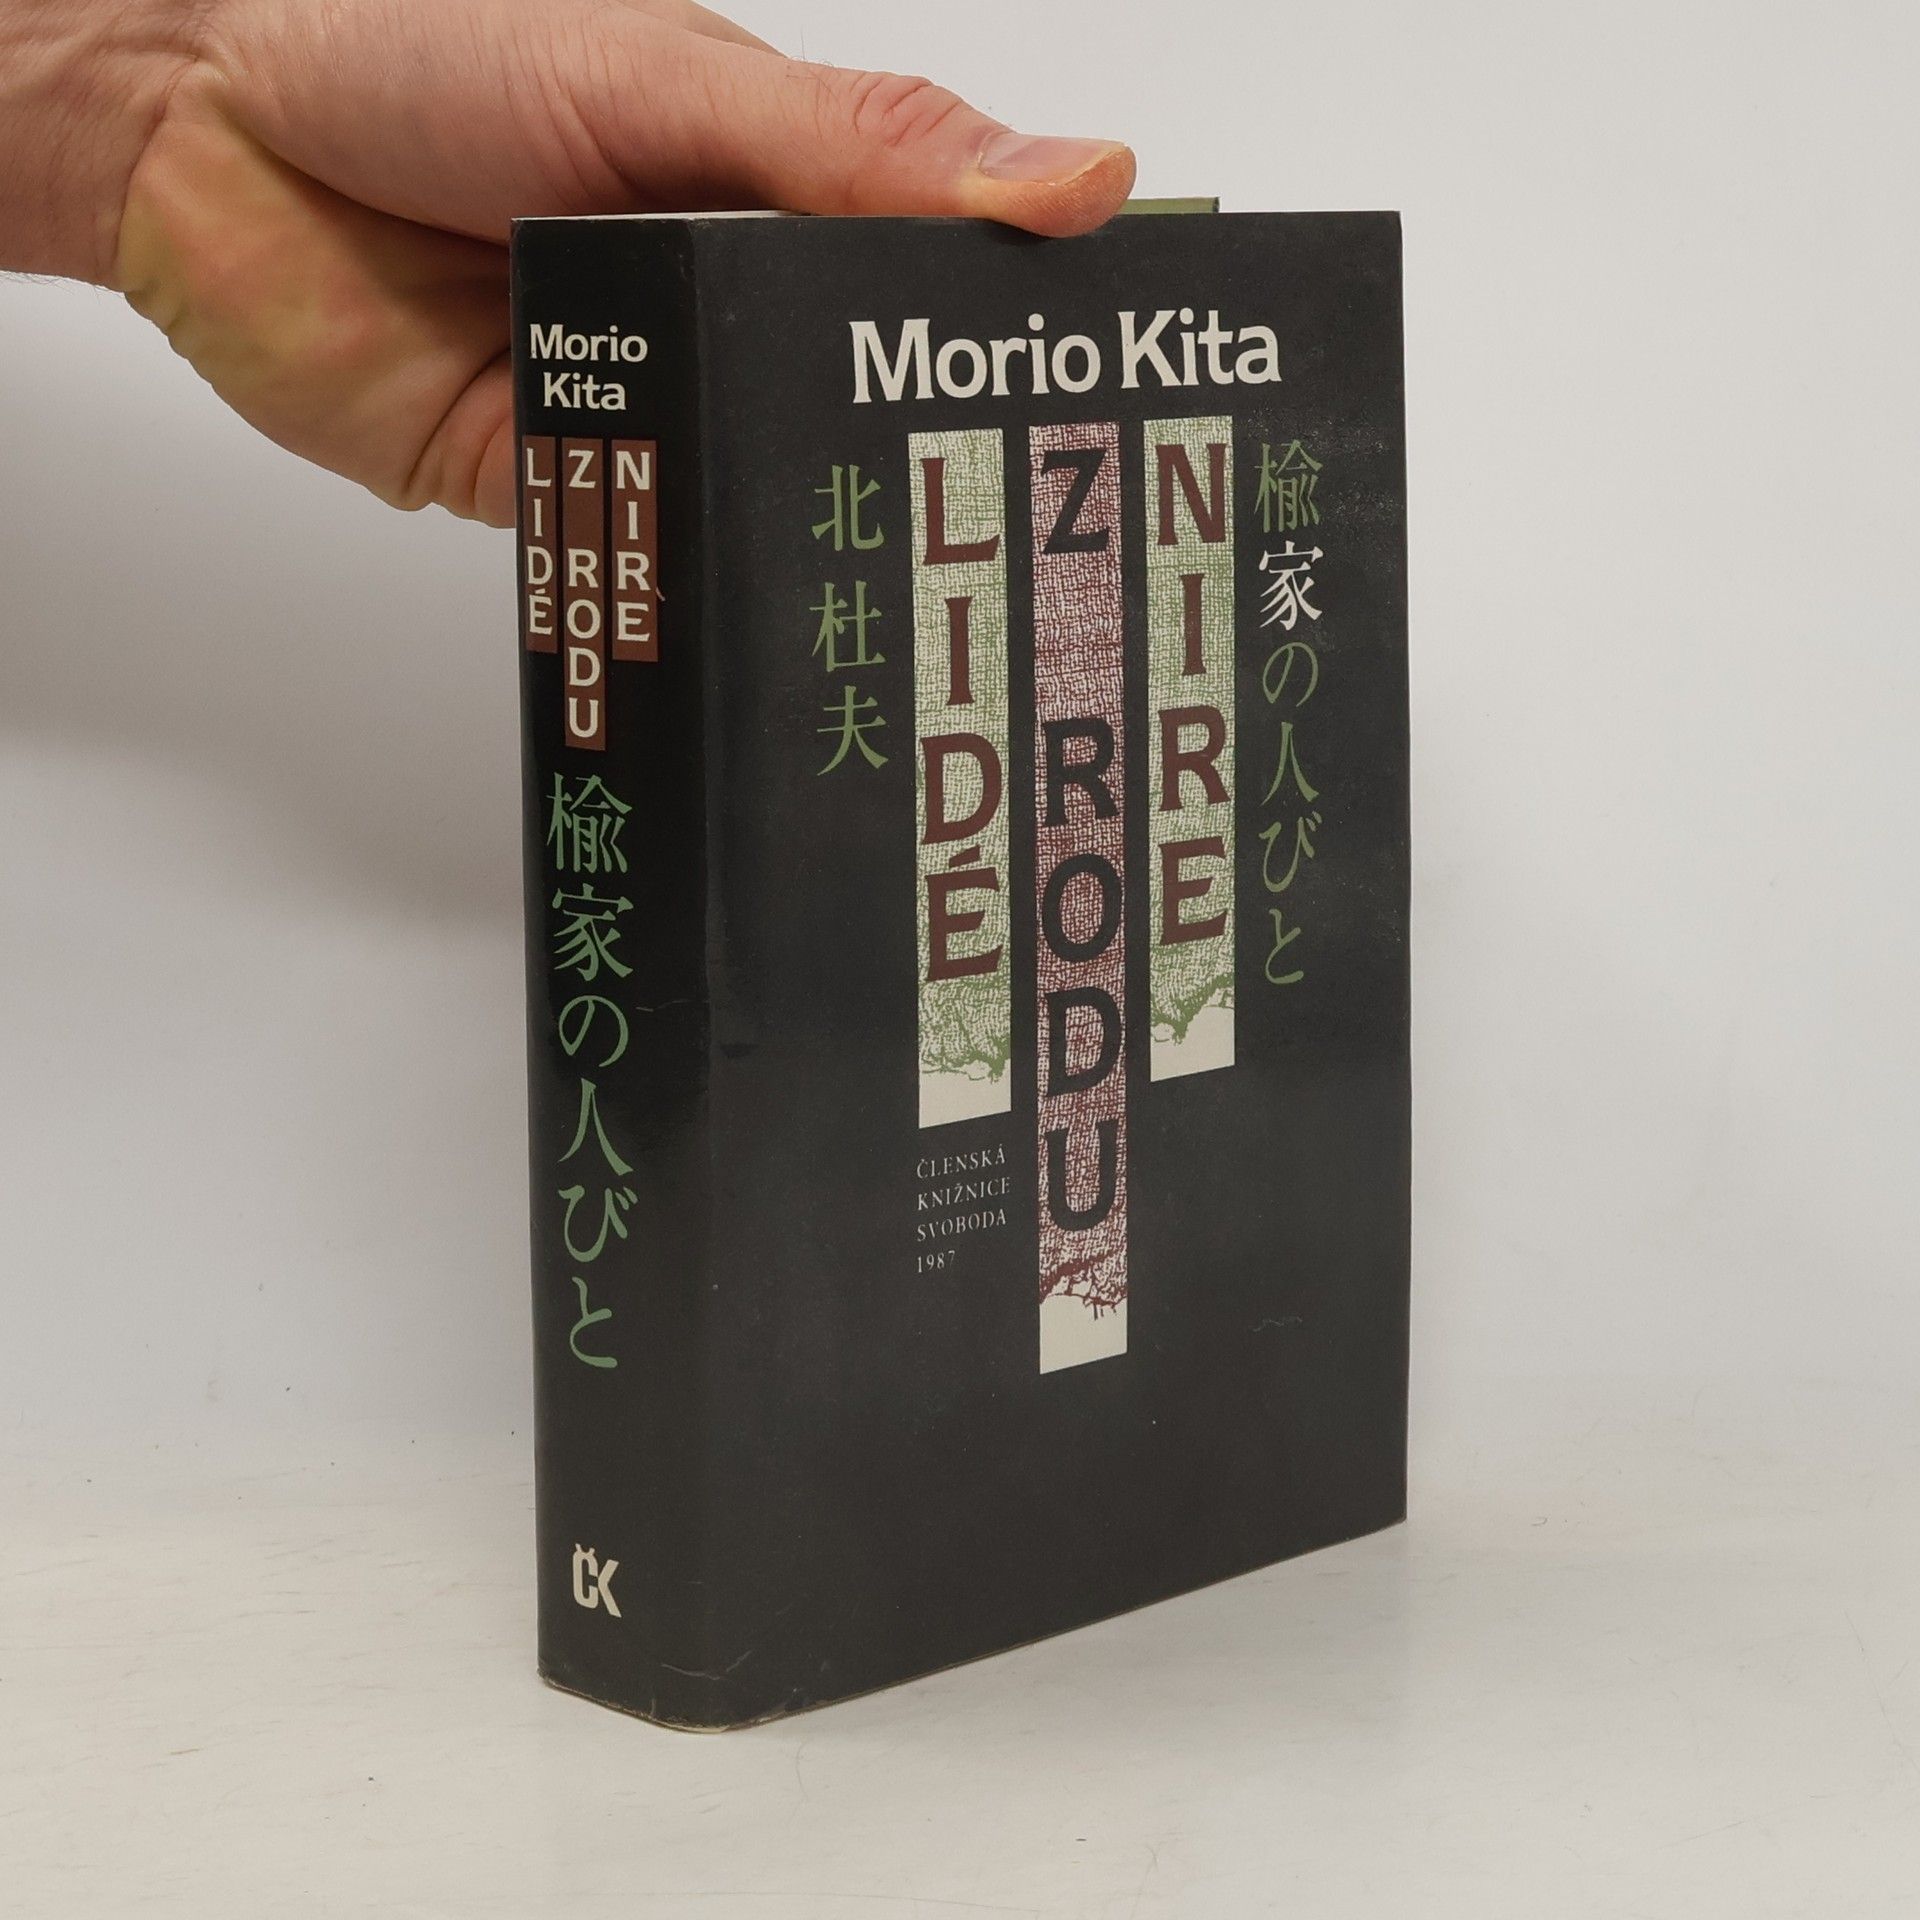 Morio
Kita
LIDÉ
Z RODU
NIRE
楡家の人びと
ČK
Morio Kita
北杜夫
LIDÉ
Z RODU
NIRE
楡家の人びと
ČLENSKÁ
KNIŽNICE
SVOBODA
1987